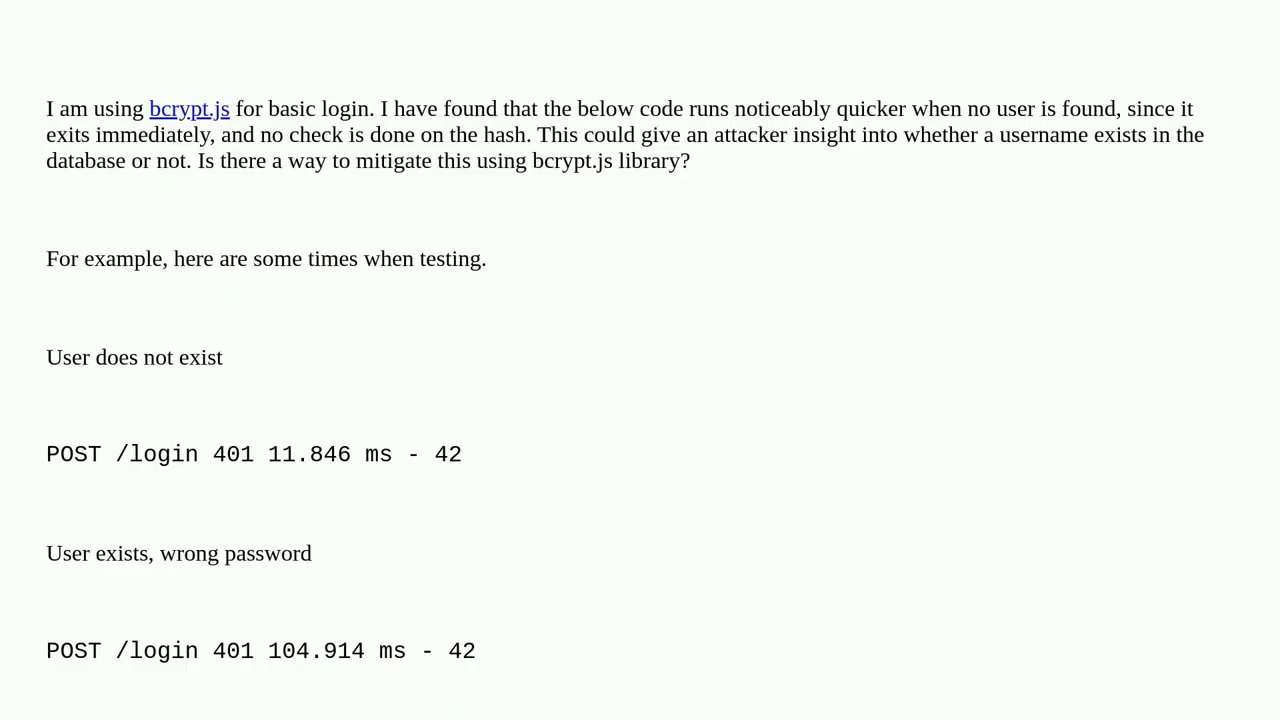 I am using bcrypt.js for basic login. I have found that the below code runs noticeably quicker when no user is found, since it
exits immediately, and no check is done on the hash. This could give an attacker insight into whether a username exists in the
database or not. Is there a way to mitigate this using bcrypt.js library?
For example, here are some times when testing.
User does not exist
POST /login 401 11.846 ms - 42
User exists, wrong password
POST /login 401 104.914 ms - 42